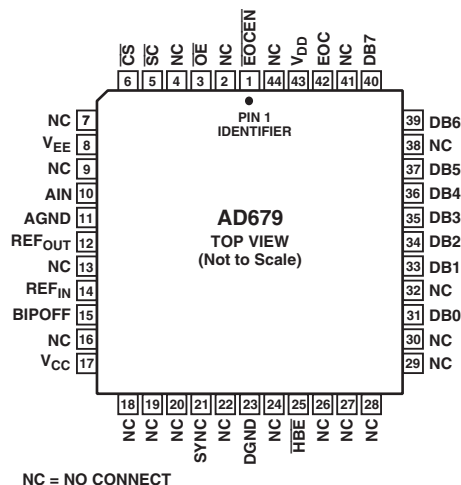 CS SC NC OE NC EOCEN NC VDD EOC NC DB7
6 5 4 3 2 1 44 43 42 41 40
PIN 1
IDENTIFIER
NC 7
VEE 8
NC 9
AIN 10
AGND 11
REFOUT 12
NC 13
REFIN 14
BIPOFF 15
NC 16
VCC 17
AD679
TOP VIEW
(Not to Scale)
39 DB6
38 NC
37 DB5
36 DB4
35 DB3
34 DB2
33 DB1
32 NC
31 DB0
30 NC
29 NC
18 19 20 21 22 23 24 25 26 27 28
NC NC NC SYNC NC DGND NC HBE NC NC NC
NC = NO CONNECT